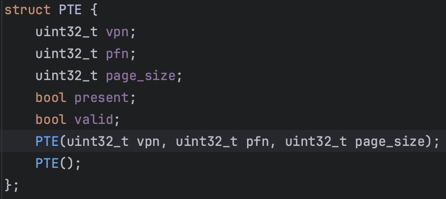 struct PTE {
    uint32_t vpn;
    uint32_t pfn;
    uint32_t page_size;
    bool present;
    bool valid;
    PTE(uint32_t vpn, uint32_t pfn, uint32_t page_size);
    PTE();
};